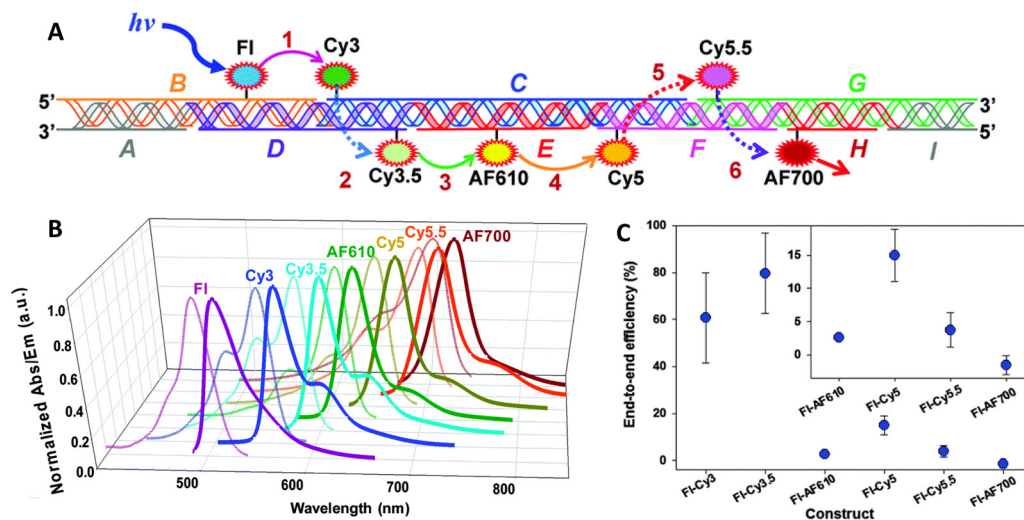 A
hν
Fl
1
Cy3
Cy5.5
B
C
5
G
5’
3’
3’
5’
A
D
E
F
H
I
2
Cy3.5
3
AF610
4
Cy5
6
AF700
B
Normalized Abs/Em (a.u.)
1.0
0.8
0.6
0.4
0.2
0.0
Fl
Cy3
Cy3.5
AF610
Cy5
Cy5.5
AF700
500
600
700
800
Wavelength (nm)
C
End-to-end efficiency (%)
100
80
60
40
20
0
15
5
0
Fl-AF610
Fl-Cy5
Fl-Cy5.5
Fl-AF700
Fl-Cy3
Fl-Cy3.5
Fl-AF610
Fl-Cy5
Fl-Cy5.5
Fl-AF700
Construct